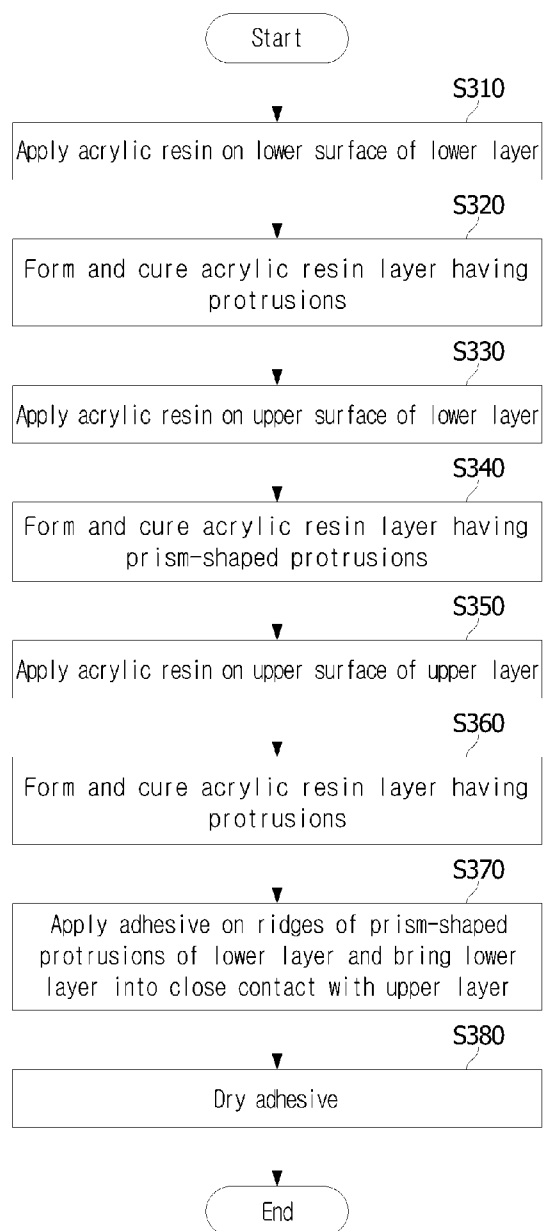 Start
S310
Apply acrylic resin on lower surface of lower layer
S320
Form and cure acrylic resin layer having
protrusions
S330
Apply acrylic resin on upper surface of lower layer
S340
Form and cure acrylic resin layer having
prism-shaped protrusions
S350
Apply acrylic resin on upper surface of upper layer
S360
Form and cure acrylic resin layer having
protrusions
S370
Apply adhesive on ridges of prism-shaped
protrusions of lower layer and bring lower
layer into close contact with upper layer
S380
Dry adhesive
End